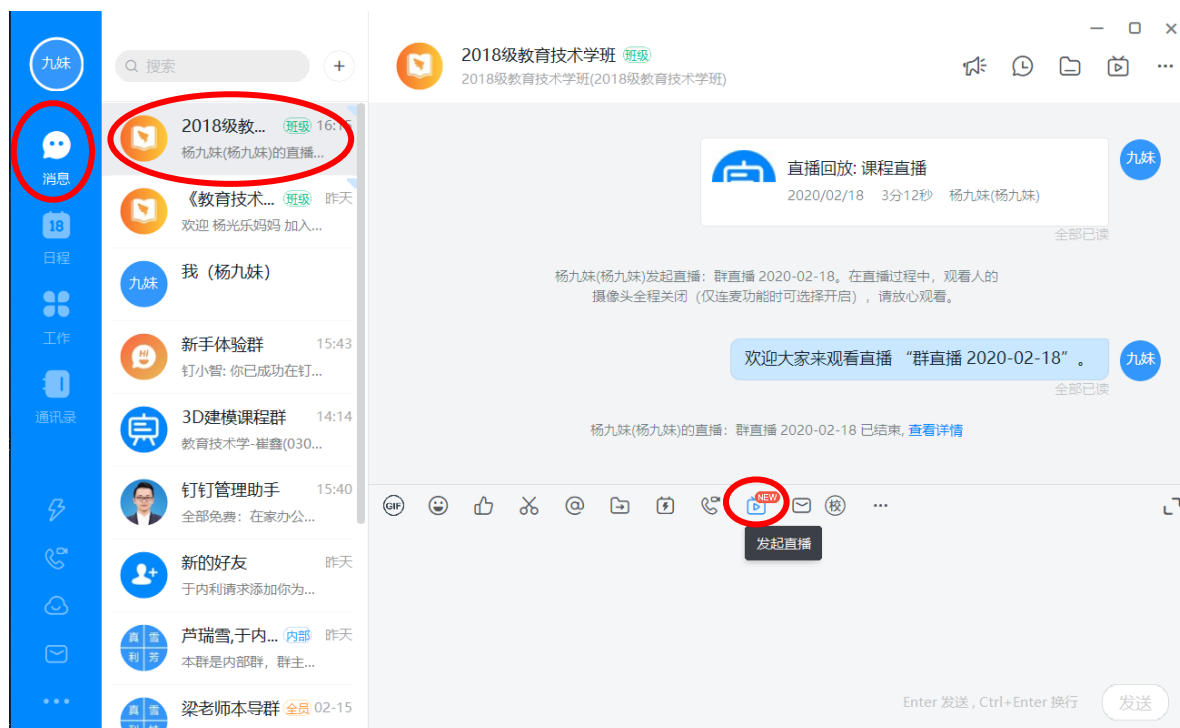 九妹
消息
18
日程
工作
通讯录
搜索
2018级教... 班级 16:15
杨九妹(杨九妹)的直播...
《教育技术... 班级 昨天
欢迎 杨光乐妈妈 加入...
九妹
我（杨九妹）
HI
新手体验群 15:43
钉小智: 你已成功在钉...
3D建模课程群 14:14
教育技术学-崔鑫(030...
钉钉管理助手 15:40
全部免费：在家办公...
新的好友 昨天
于内利请求添加你为...
真 雪
利 芳
芦瑞雪,于内... 内部 昨天
本群是内部群，群主...
真 雪
梁老师本导群 全员 02-15
2018级教育技术学班 班级
2018级教育技术学班(2018级教育技术学班)
九妹
直播回放: 课程直播
2020/02/18 3分12秒 杨九妹(杨九妹)
全部已读
杨九妹(杨九妹)发起直播：群直播 2020-02-18。在直播过程中，观看人的
摄像头全程关闭（仅连麦功能时可选择开启）, 请放心观看。
欢迎大家来观看直播 “群直播 2020-02-18” 。
九妹
全部已读
杨九妹(杨九妹)的直播：群直播 2020-02-18 已结束, 查看详情
GIF
NEW
校
发起直播
Enter 发送 , Ctrl+Enter 换行
发送